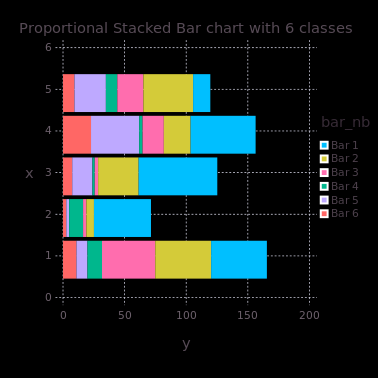 Proportional Stacked Bar chart with 6 classes
6
5
4
3
2
1
0
x
0 50 100 150 200
y
bar_nb
Bar 1
Bar 2
Bar 3
Bar 4
Bar 5
Bar 6